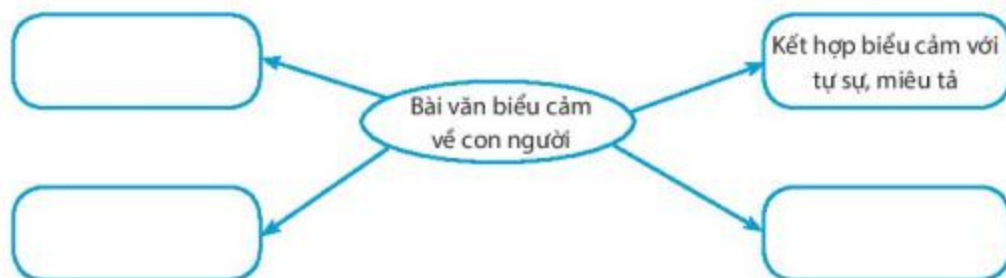 Kết hợp biểu cảm với
tự sự, miêu tả
Bài văn biểu cảm
về con người